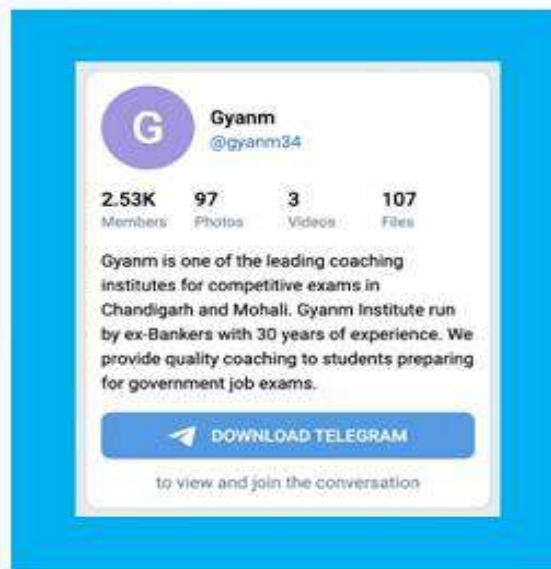 G
Gyanm
@gyanm34
2.53K 97 3 107
Members Photos Videos Files
Gyanm is one of the leading coaching
institutes for competitive exams in
Chandigarh and Mohali. Gyanm Institute run
by ex-Bankers with 30 years of experience. We
provide quality coaching to students preparing
for government job exams.
DOWNLOAD TELEGRAM
to view and join the conversation